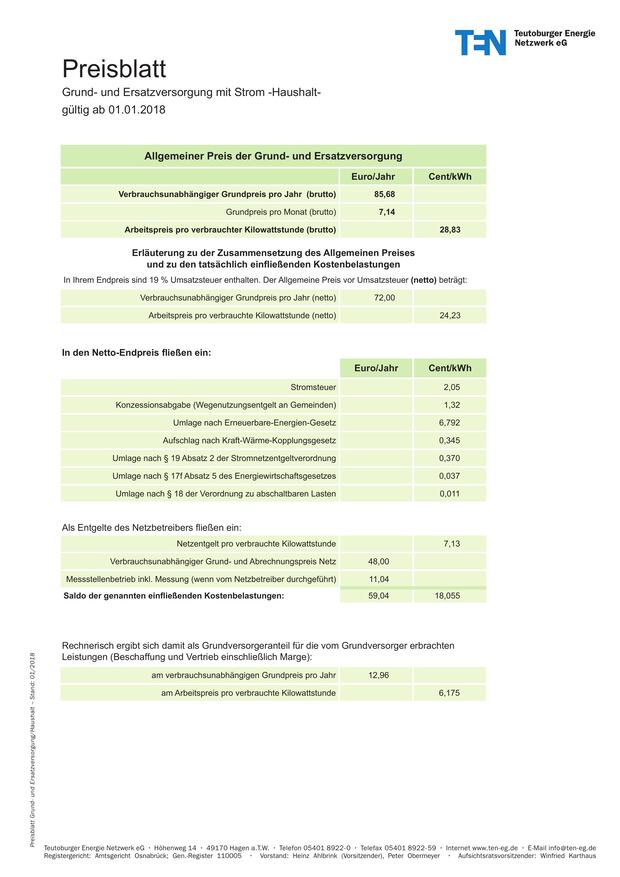 TEN Teutoburger Energie
Netzwerk eG
Preisblatt
Grund- und Ersatzversorgung mit Strom -Haushalt-
gültig ab 01.01.2018
Allgemeiner Preis der Grund- und Ersatzversorgung
Euro/Jahr Cent/kWh
Verbrauchsunabhängiger Grundpreis pro Jahr (brutto) 85,68
Grundpreis pro Monat (brutto) 7,14
Arbeitspreis pro verbrauchter Kilowattstunde (brutto) 28,83
Erläuterung zu der Zusammensetzung des Allgemeinen Preises
und zu den tatsächlich einfließenden Kostenbelastungen
In Ihrem Endpreis sind 19 % Umsatzsteuer enthalten. Der Allgemeine Preis vor Umsatzsteuer (netto) beträgt:
Verbrauchsunabhängiger Grundpreis pro Jahr (netto) 72,00
Arbeitspreis pro verbrauchte Kilowattstunde (netto) 24,23
In den Netto-Endpreis fließen ein:
Euro/Jahr Cent/kWh
Stromsteuer 2,05
Konzessionsabgabe (Wegenutzungsentgelt an Gemeinden) 1,32
Umlage nach Erneuerbare-Energien-Gesetz 6,792
Aufschlag nach Kraft-Wärme-Kopplungsgesetz 0,345
Umlage nach § 19 Absatz 2 der Stromnetzentgeltverordnung 0,370
Umlage nach § 17f Absatz 5 des Energiewirtschaftsgesetzes 0,037
Umlage nach § 18 der Verordnung zu abschaltbaren Lasten 0,011
Als Entgelte des Netzbetreibers fließen ein:
Netzentgelt pro verbrauchte Kilowattstunde 7,13
Verbrauchsunabhängiger Grund- und Abrechnungspreis Netz 48,00
Messstellenbetrieb inkl. Messung (wenn vom Netzbetreiber durchgeführt) 11,04
Saldo der genannten einfließenden Kostenbelastungen: 59,04 18,055
Rechnerisch ergibt sich damit als Grundversorgeranteil für die vom Grundversorger erbrachten
Leistungen (Beschaffung und Vertrieb einschließlich Marge):
am verbrauchsunabhängigen Grundpreis pro Jahr 12,96
am Arbeitspreis pro verbrauchte Kilowattstunde 6,175
Preisblatt Grund- und Ersatzversorgung/Haushalt – Stand: 01/2018
Teutoburger Energie Netzwerk eG · Höhenweg 14 · 49170 Hagen a.T.W. · Telefon 05401 8922-0 · Telefax 05401 8922-59 · Internet www.ten-eg.de · E-Mail info@ten-eg.de
Registergericht: Amtsgericht Osnabrück; Gen.-Register 110005 · Vorstand: Heinz Ahlbrink (Vorsitzender), Peter Obermeyer · Aufsichtsratsvorsitzender: Winfried Karthaus